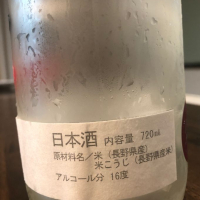 日本酒 内容量 720ml
原材料名/米(長野県産)
米こうじ(長野県産米)
アルコール分 16度